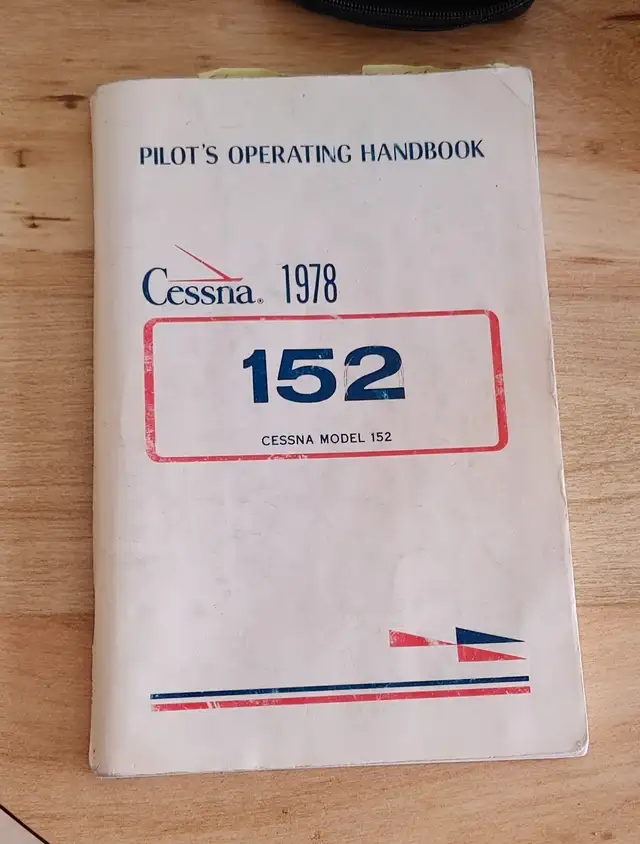 PILOT'S OPERATING HANDBOOK
Cessna® 1978
152
CESSNA MODEL 152